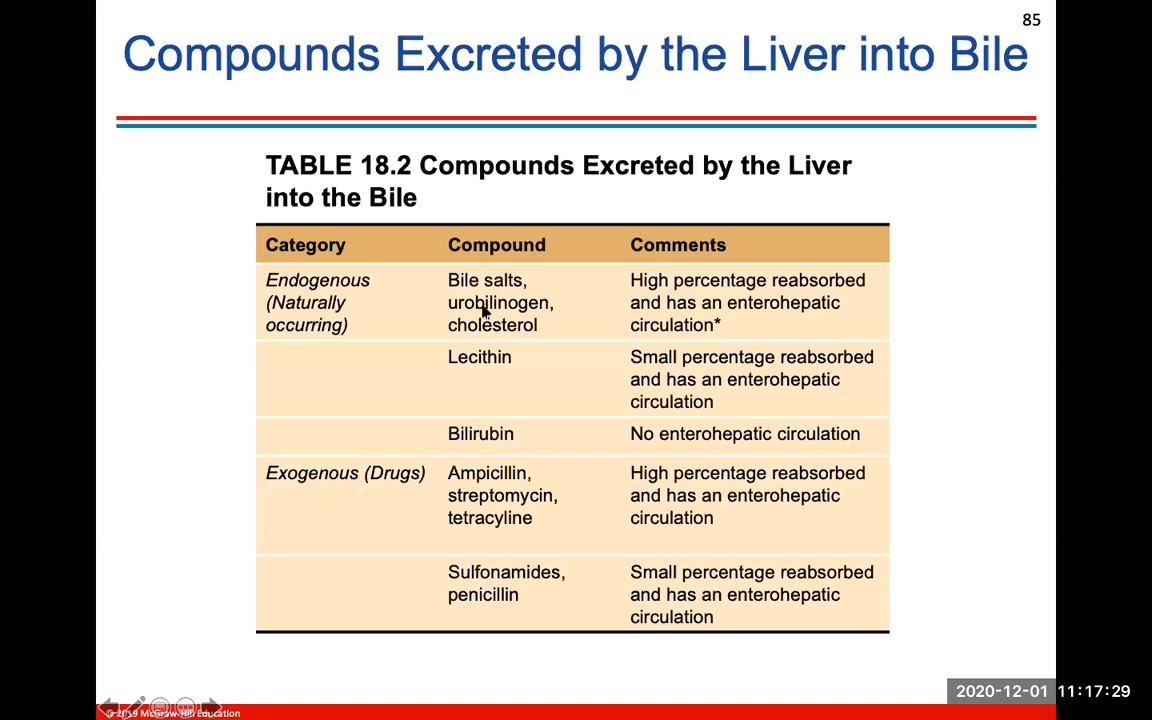 85
Compounds Excreted by the Liver into Bile
TABLE 18.2 Compounds Excreted by the Liver
into the Bile
Category Compound Comments
Endogenous Bile salts, High percentage reabsorbed
(Naturally urobilinogen, and has an enterohepatic
occurring) cholesterol circulation*
Lecithin Small percentage reabsorbed
and has an enterohepatic
circulation
Bilirubin No enterohepatic circulation
Exogenous (Drugs) Ampicillin, High percentage reabsorbed
streptomycin, and has an enterohepatic
tetracyline circulation
Sulfonamides, Small percentage reabsorbed
penicillin and has an enterohepatic
circulation
2020-12-01 11:17:29
© 2019 McGraw-Hill Education